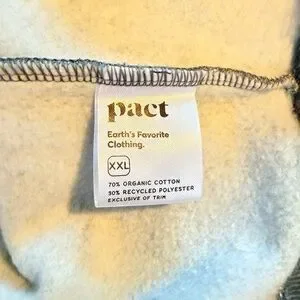 pact
Earth's Favorite
Clothing.
XXL
70% ORGANIC COTTON
30% RECYCLED POLYESTER
EXCLUSIVE OF TRIM